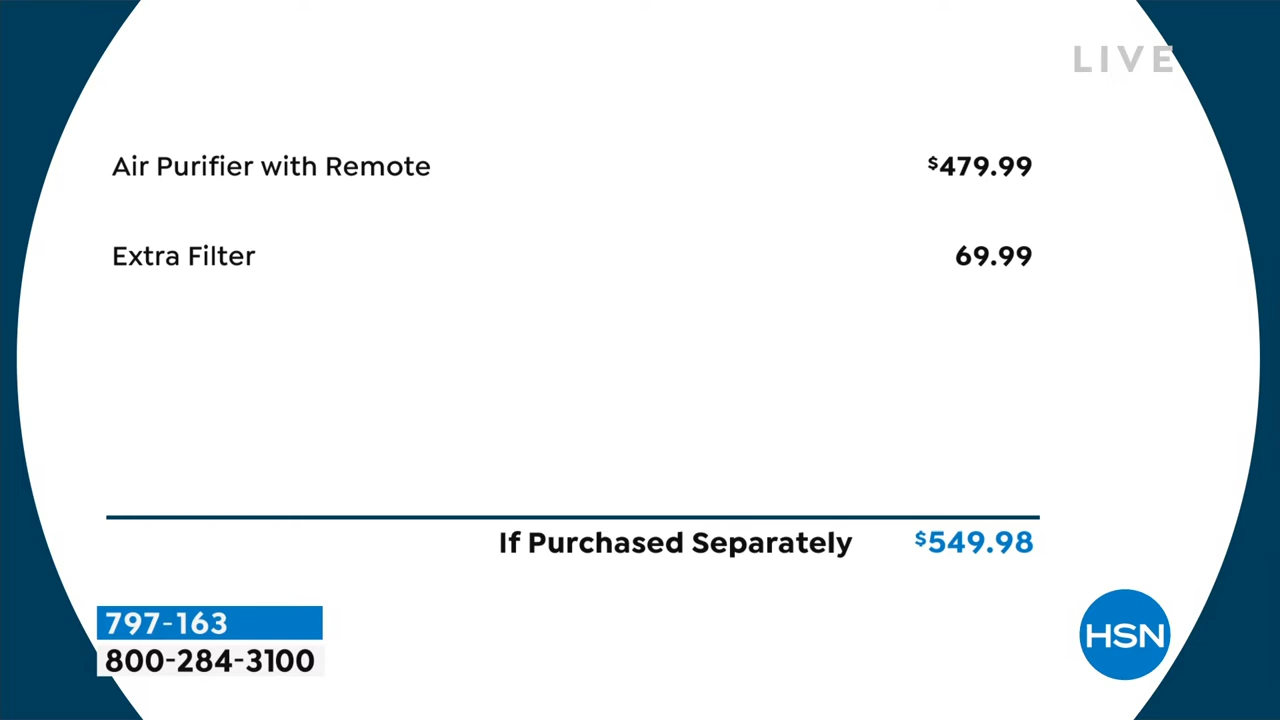 LIVE
Air Purifier with Remote $479.99
Extra Filter 69.99
If Purchased Separately $549.98
797-163
800-284-3100
HSN